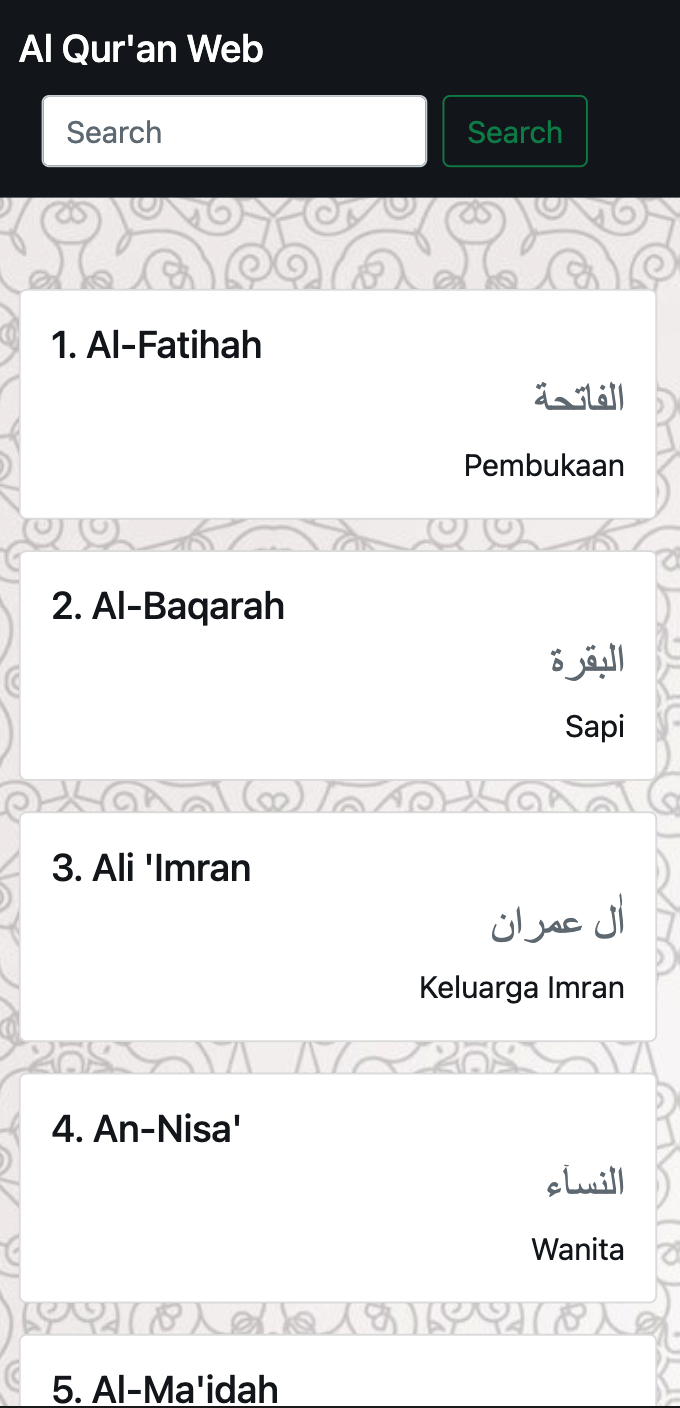 Al Qur'an Web
Search Search
1. Al-Fatihah
الفاتحة
Pembukaan
2. Al-Baqarah
البقرة
Sapi
3. Ali 'Imran
اٰل عمران
Keluarga Imran
4. An-Nisa'
النسآء
Wanita
5. Al-Ma'idah